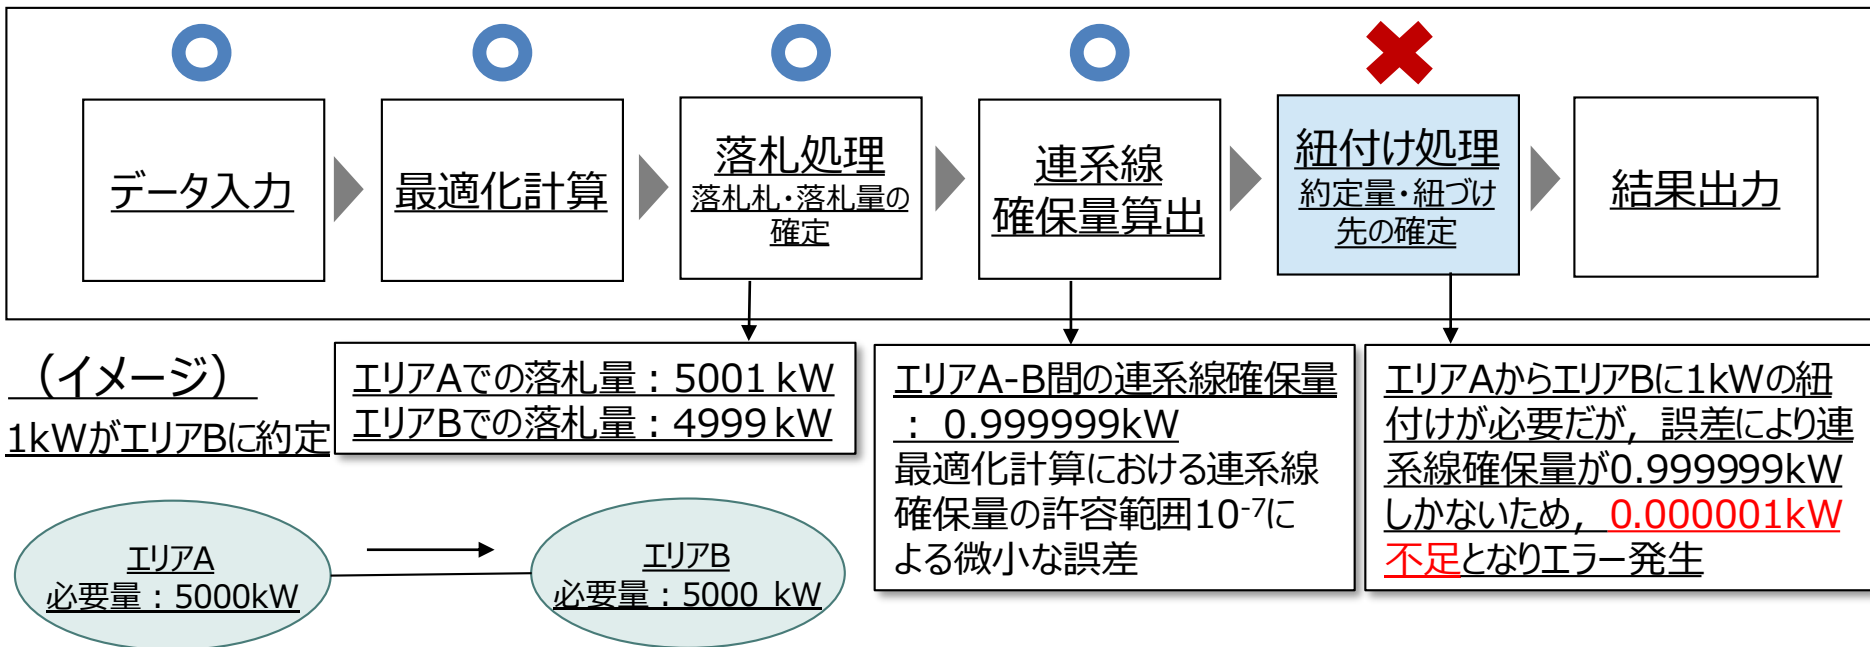 データ入力
最適化計算
落札処理
落札札・落札量の
確定
連系線
確保量算出
紐付け処理
約定量・紐づけ
先の確定
結果出力
（イメージ）
1kWがエリアBに約定
エリアAでの落札量：5001 kW
エリアBでの落札量：4999 kW
エリアA-B間の連系線確保量
： 0.999999kW
最適化計算における連系線
確保量の許容範囲10-7に
よる微小な誤差
エリアAからエリアBに1kWの紐
付けが必要だが，誤差により連
系線確保量が0.999999kW
しかないため，0.000001kW
不足となりエラー発生
エリアA
必要量：5000kW
エリアB
必要量：5000 kW